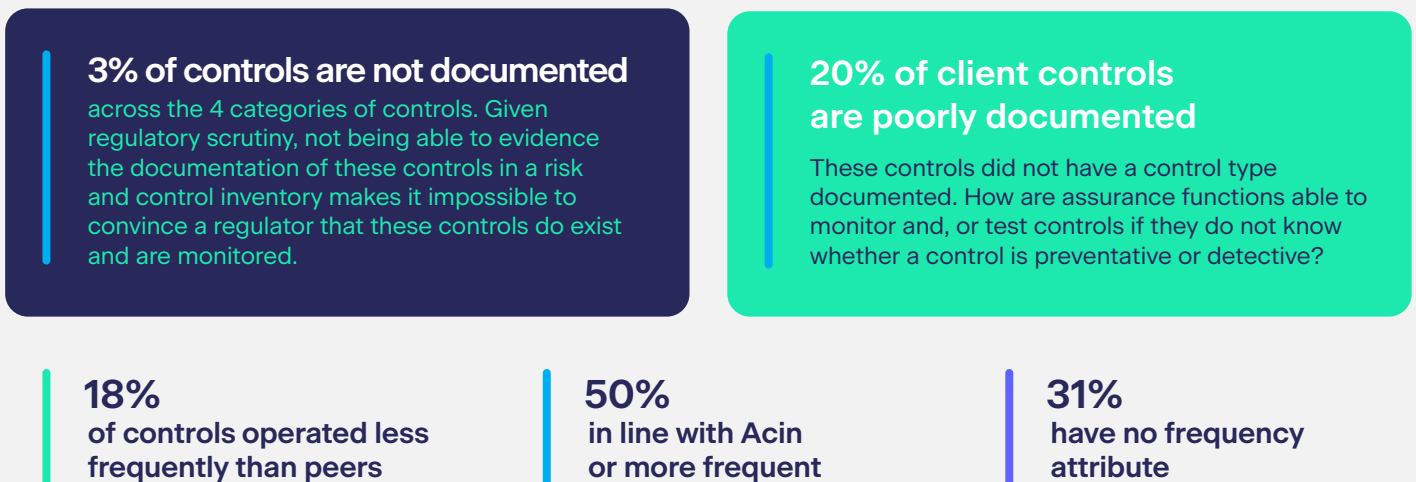 3% of controls are not documented
across the 4 categories of controls. Given
regulatory scrutiny, not being able to evidence
the documentation of these controls in a risk
and control inventory makes it impossible to
convince a regulator that these controls do exist
and are monitored.
20% of client controls
are poorly documented
These controls did not have a control type
documented. How are assurance functions able to
monitor and, or test controls if they do not know
whether a control is preventative or detective?
18%
of controls operated less
frequently than peers
50%
in line with Acin
or more frequent
31%
have no frequency
attribute